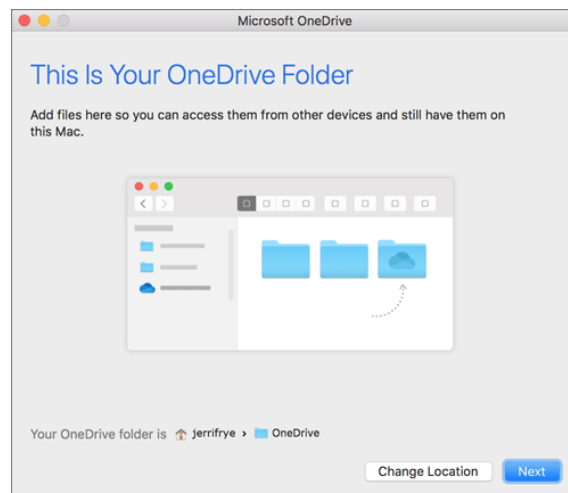 Microsoft OneDrive
This Is Your OneDrive Folder
Add files here so you can access them from other devices and still have them on
this Mac.
Your OneDrive folder is jerrifrye › OneDrive
Change Location Next